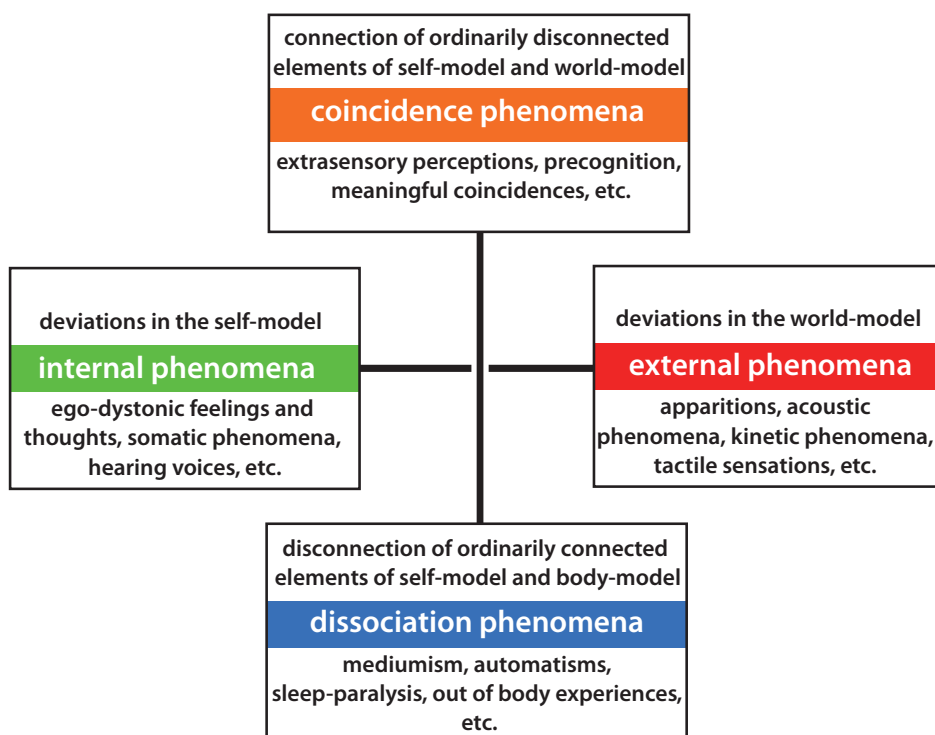 connection of ordinarily disconnected
elements of self-model and world-model
coincidence phenomena
extrasensory perceptions, precognition,
meaningful coincidences, etc.
deviations in the self-model
internal phenomena
ego-dystonic feelings and
thoughts, somatic phenomena,
hearing voices, etc.
deviations in the world-model
external phenomena
apparitions, acoustic
phenomena, kinetic phenomena,
tactile sensations, etc.
disconnection of ordinarily connected
elements of self-model and body-model
dissociation phenomena
mediumism, automatisms,
sleep-paralysis, out of body experiences,
etc.